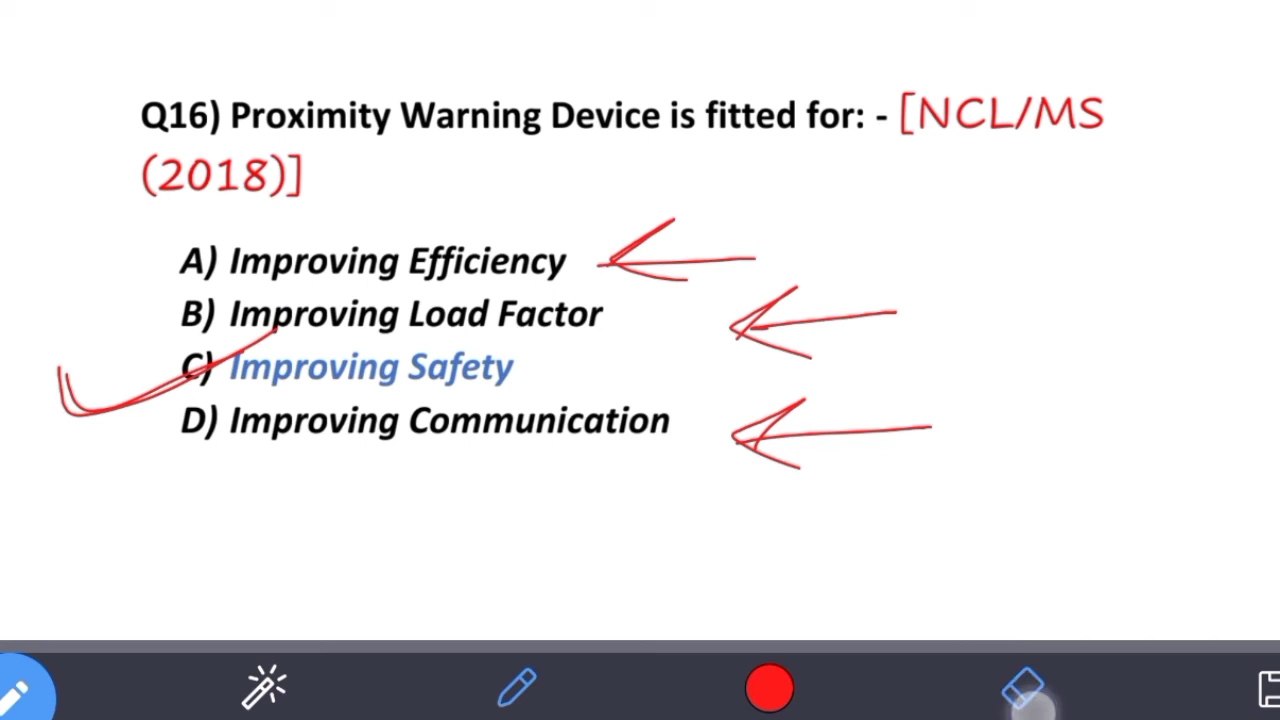 Q16) Proximity Warning Device is fitted for: - [NCL/MS
(2018)]
A) Improving Efficiency
B) Improving Load Factor
C) Improving Safety
D) Improving Communication